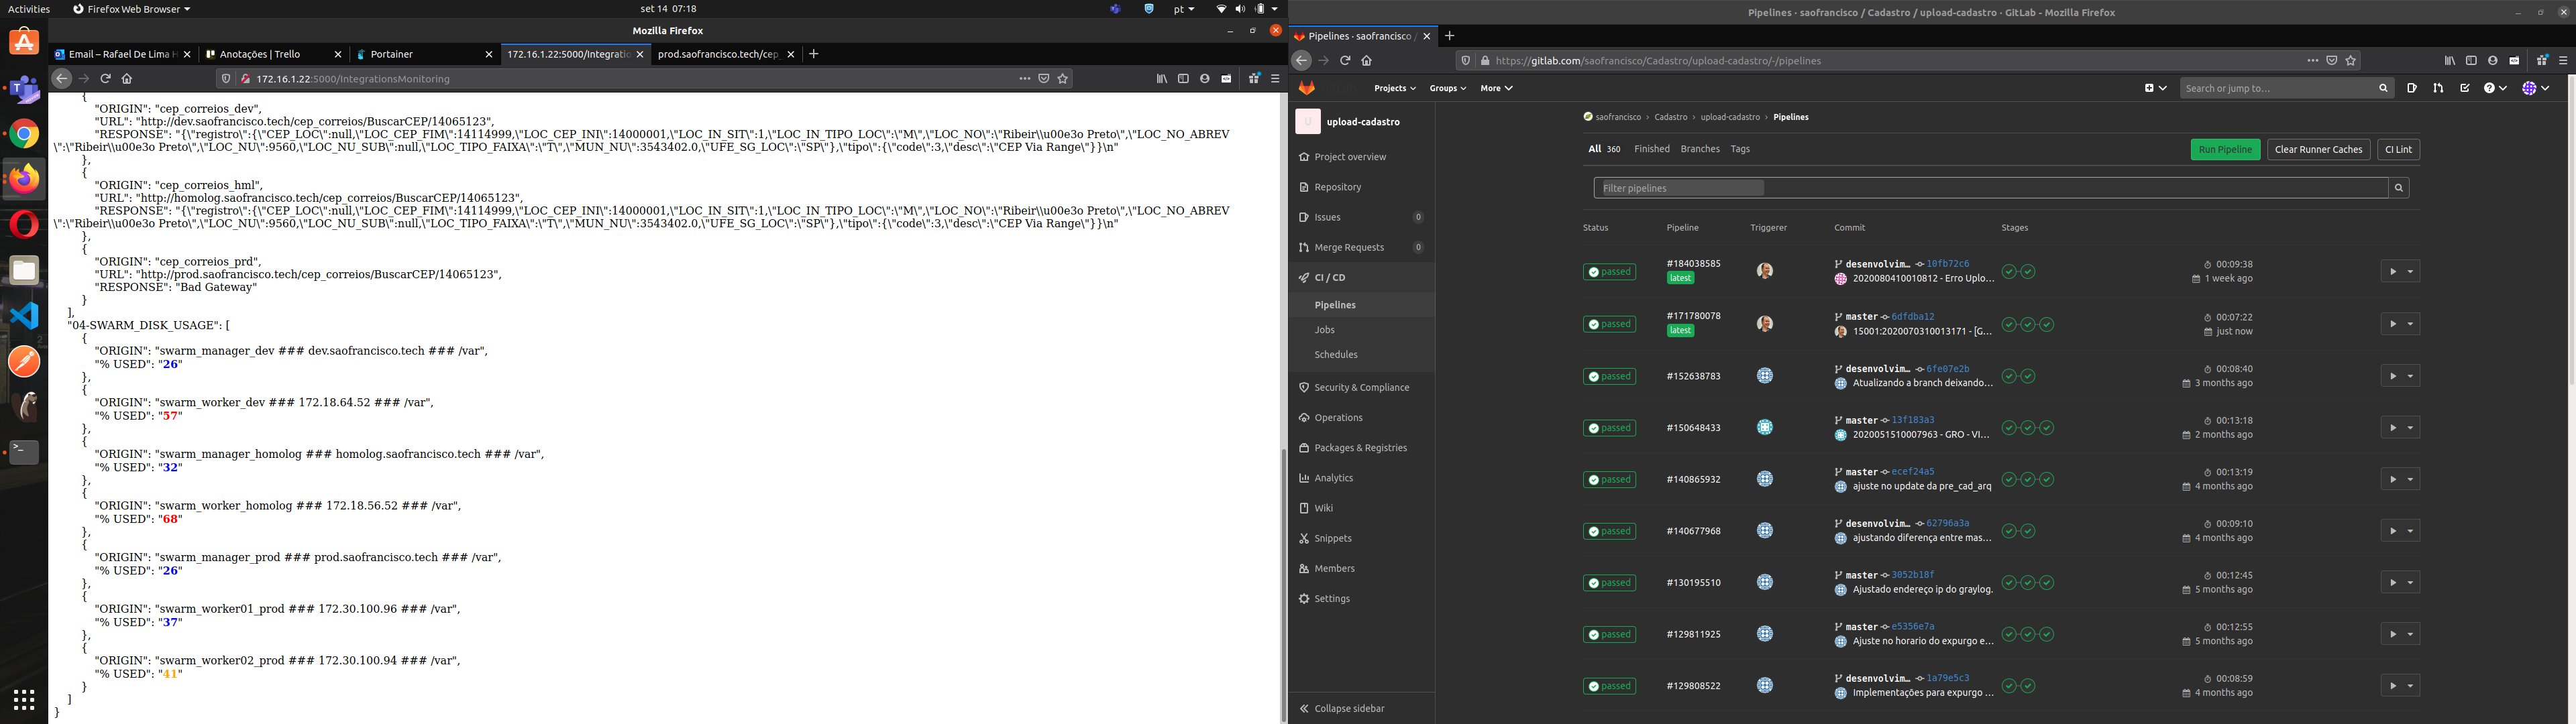 Activities
Firefox Web Browser
set 14 07:18
pt
Mozilla Firefox
Email – Rafael De Lima H
Anotações | Trello
Portainer
172.16.1.22:5000/Integratio
prod.saofrancisco.tech/cep_
172.16.1.22:5000/IntegrationsMonitoring
{
"ORIGIN": "cep_correios_dev",
"URL": "http://dev.saofrancisco.tech/cep_correios/BuscarCEP/14065123",
"RESPONSE": "{\"registro\":{\"CEP_LOC\":null,\"LOC_CEP_FIM\":14114999,\"LOC_CEP_INI\":14000001,\"LOC_IN_SIT\":1,\"LOC_IN_TIPO_LOC\":\"M\",\"LOC_NO\":\"Ribeir\\u00e3o Preto\",\"LOC_NO_ABREV
\":\"Ribeir\\u00e3o Preto\",\"LOC_NU\":9560,\"LOC_NU_SUB\":null,\"LOC_TIPO_FAIXA\":\"T\",\"MUN_NU\":3543402.0,\"UFE_SG_LOC\":\"SP\"},\"tipo\":{\"code\":3,\"desc\":\"CEP Via Range\"}}\n"
},
{
"ORIGIN": "cep_correios_hml",
"URL": "http://homolog.saofrancisco.tech/cep_correios/BuscarCEP/14065123",
"RESPONSE": "{\"registro\":{\"CEP_LOC\":null,\"LOC_CEP_FIM\":14114999,\"LOC_CEP_INI\":14000001,\"LOC_IN_SIT\":1,\"LOC_IN_TIPO_LOC\":\"M\",\"LOC_NO\":\"Ribeir\\u00e3o Preto\",\"LOC_NO_ABREV
\":\"Ribeir\\u00e3o Preto\",\"LOC_NU\":9560,\"LOC_NU_SUB\":null,\"LOC_TIPO_FAIXA\":\"T\",\"MUN_NU\":3543402.0,\"UFE_SG_LOC\":\"SP\"},\"tipo\":{\"code\":3,\"desc\":\"CEP Via Range\"}}\n"
},
{
"ORIGIN": "cep_correios_prd",
"URL": "http://prod.saofrancisco.tech/cep_correios/BuscarCEP/14065123",
"RESPONSE": "Bad Gateway"
}
],
"04-SWARM_DISK_USAGE": [
{
"ORIGIN": "swarm_manager_dev ### dev.saofrancisco.tech ### /var",
"% USED": "26"
},
{
"ORIGIN": "swarm_worker_dev ### 172.18.64.52 ### /var",
"% USED": "57"
},
{
"ORIGIN": "swarm_manager_homolog ### homolog.saofrancisco.tech ### /var",
"% USED": "32"
},
{
"ORIGIN": "swarm_worker_homolog ### 172.18.56.52 ### /var",
"% USED": "68"
},
{
"ORIGIN": "swarm_manager_prod ### prod.saofrancisco.tech ### /var",
"% USED": "26"
},
{
"ORIGIN": "swarm_worker01_prod ### 172.30.100.96 ### /var",
"% USED": "37"
},
{
"ORIGIN": "swarm_worker02_prod ### 172.30.100.94 ### /var",
"% USED": "41"
}
]
}
Pipelines · saofrancisco / Cadastro / upload-cadastro · GitLab - Mozilla Firefox
Pipelines · saofrancisco /
https://gitlab.com/saofrancisco/Cadastro/upload-cadastro/-/pipelines
Projects
Groups
More
Search or jump to…
U
upload-cadastro
Project overview
Repository
Issues 0
Merge Requests 0
CI / CD
Pipelines
Jobs
Schedules
Security & Compliance
Operations
Packages & Registries
Analytics
Wiki
Snippets
Members
Settings
Collapse sidebar
saofrancisco › Cadastro › upload-cadastro › Pipelines
All 360 Finished Branches Tags
Run Pipeline
Clear Runner Caches
CI Lint
Filter pipelines
Status Pipeline Triggerer Commit Stages
passed #184038585 desenvolvim… 10fb72c6 00:09:38
latest 2020080410010812 - Erro Uplo… 1 week ago
passed #171780078 master 6dfdba12 00:07:22
latest 15001:2020070310013171 - [G… just now
passed #152638783 desenvolvim… 6fe07e2b 00:08:40
Atualizando a branch deixando… 3 months ago
passed #150648433 master 13f183a3 00:13:18
2020051510007963 - GRO - VI… 2 months ago
passed #140865932 master ecef24a5 00:13:19
ajuste no update da pre_cad_arq 4 months ago
passed #140677968 desenvolvim… 62796a3a 00:09:10
ajustando diferença entre mas… 4 months ago
passed #130195510 master 3052b18f 00:12:45
Ajustado endereço ip do graylog. 5 months ago
passed #129811925 master e5356e7a 00:12:55
Ajuste no horario do expurgo e… 5 months ago
passed #129808522 desenvolvim… 1a79e5c3 00:08:59
Implementações para expurgo … 4 months ago